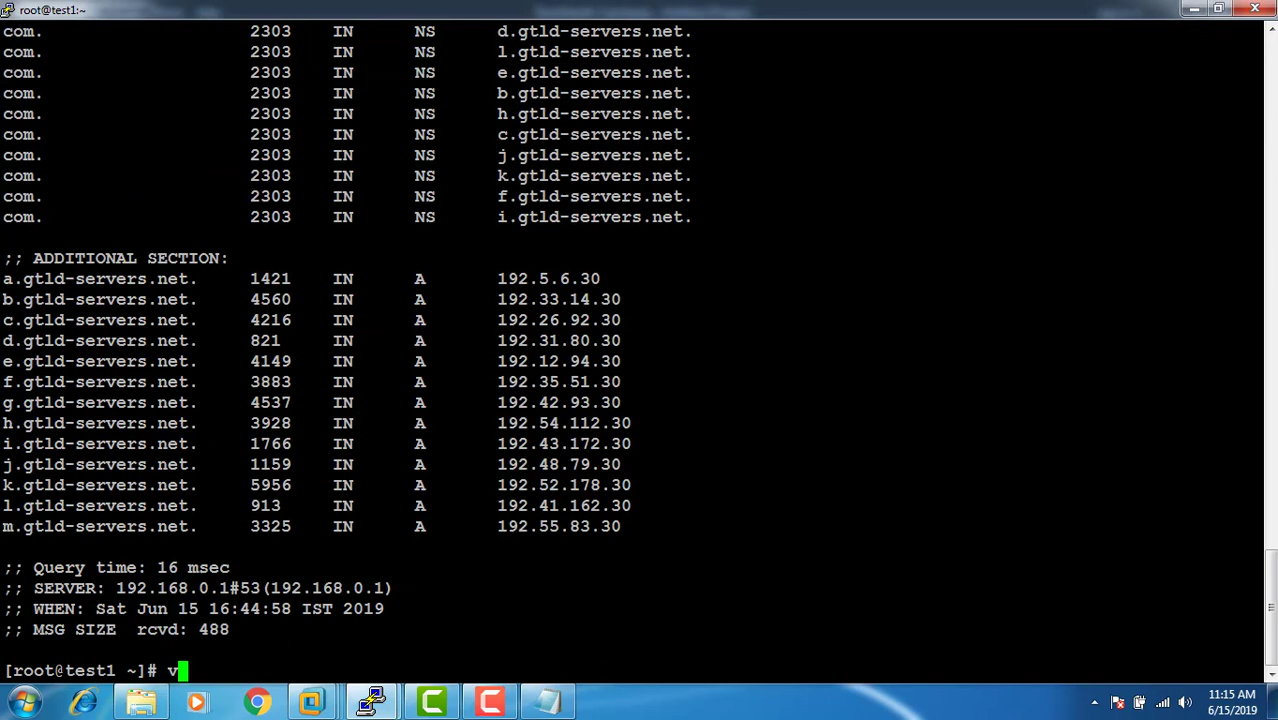 root@test1:~
com. 2303 IN NS d.gtld-servers.net.
com. 2303 IN NS l.gtld-servers.net.
com. 2303 IN NS e.gtld-servers.net.
com. 2303 IN NS b.gtld-servers.net.
com. 2303 IN NS h.gtld-servers.net.
com. 2303 IN NS c.gtld-servers.net.
com. 2303 IN NS j.gtld-servers.net.
com. 2303 IN NS k.gtld-servers.net.
com. 2303 IN NS f.gtld-servers.net.
com. 2303 IN NS i.gtld-servers.net.
;; ADDITIONAL SECTION:
a.gtld-servers.net. 1421 IN A 192.5.6.30
b.gtld-servers.net. 4560 IN A 192.33.14.30
c.gtld-servers.net. 4216 IN A 192.26.92.30
d.gtld-servers.net. 821 IN A 192.31.80.30
e.gtld-servers.net. 4149 IN A 192.12.94.30
f.gtld-servers.net. 3883 IN A 192.35.51.30
g.gtld-servers.net. 4537 IN A 192.42.93.30
h.gtld-servers.net. 3928 IN A 192.54.112.30
i.gtld-servers.net. 1766 IN A 192.43.172.30
j.gtld-servers.net. 1159 IN A 192.48.79.30
k.gtld-servers.net. 5956 IN A 192.52.178.30
l.gtld-servers.net. 913 IN A 192.41.162.30
m.gtld-servers.net. 3325 IN A 192.55.83.30
;; Query time: 16 msec
;; SERVER: 192.168.0.1#53(192.168.0.1)
;; WHEN: Sat Jun 15 16:44:58 IST 2019
;; MSG SIZE rcvd: 488
[root@test1 ~]# v
11:15 AM
6/15/2019